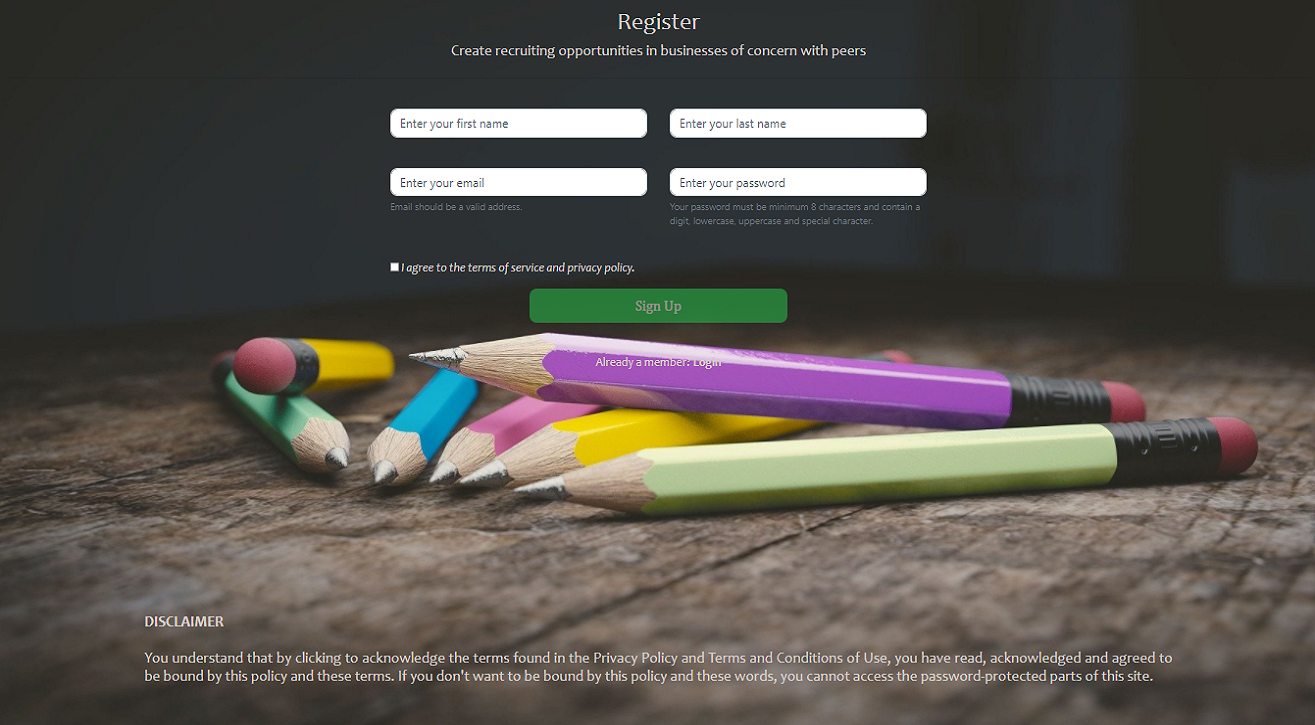 Register
Create recruiting opportunities in businesses of concern with peers
Enter your first name
Enter your last name
Enter your email
Enter your password
Email should be a valid address.
Your password must be minimum 8 characters and contain a
digit, lowercase, uppercase and special character.
I agree to the terms of service and privacy policy.
Sign Up
Already a member? Login
DISCLAIMER
You understand that by clicking to acknowledge the terms found in the Privacy Policy and Terms and Conditions of Use, you have read, acknowledged and agreed to
be bound by this policy and these terms. If you don't want to be bound by this policy and these words, you cannot access the password-protected parts of this site.